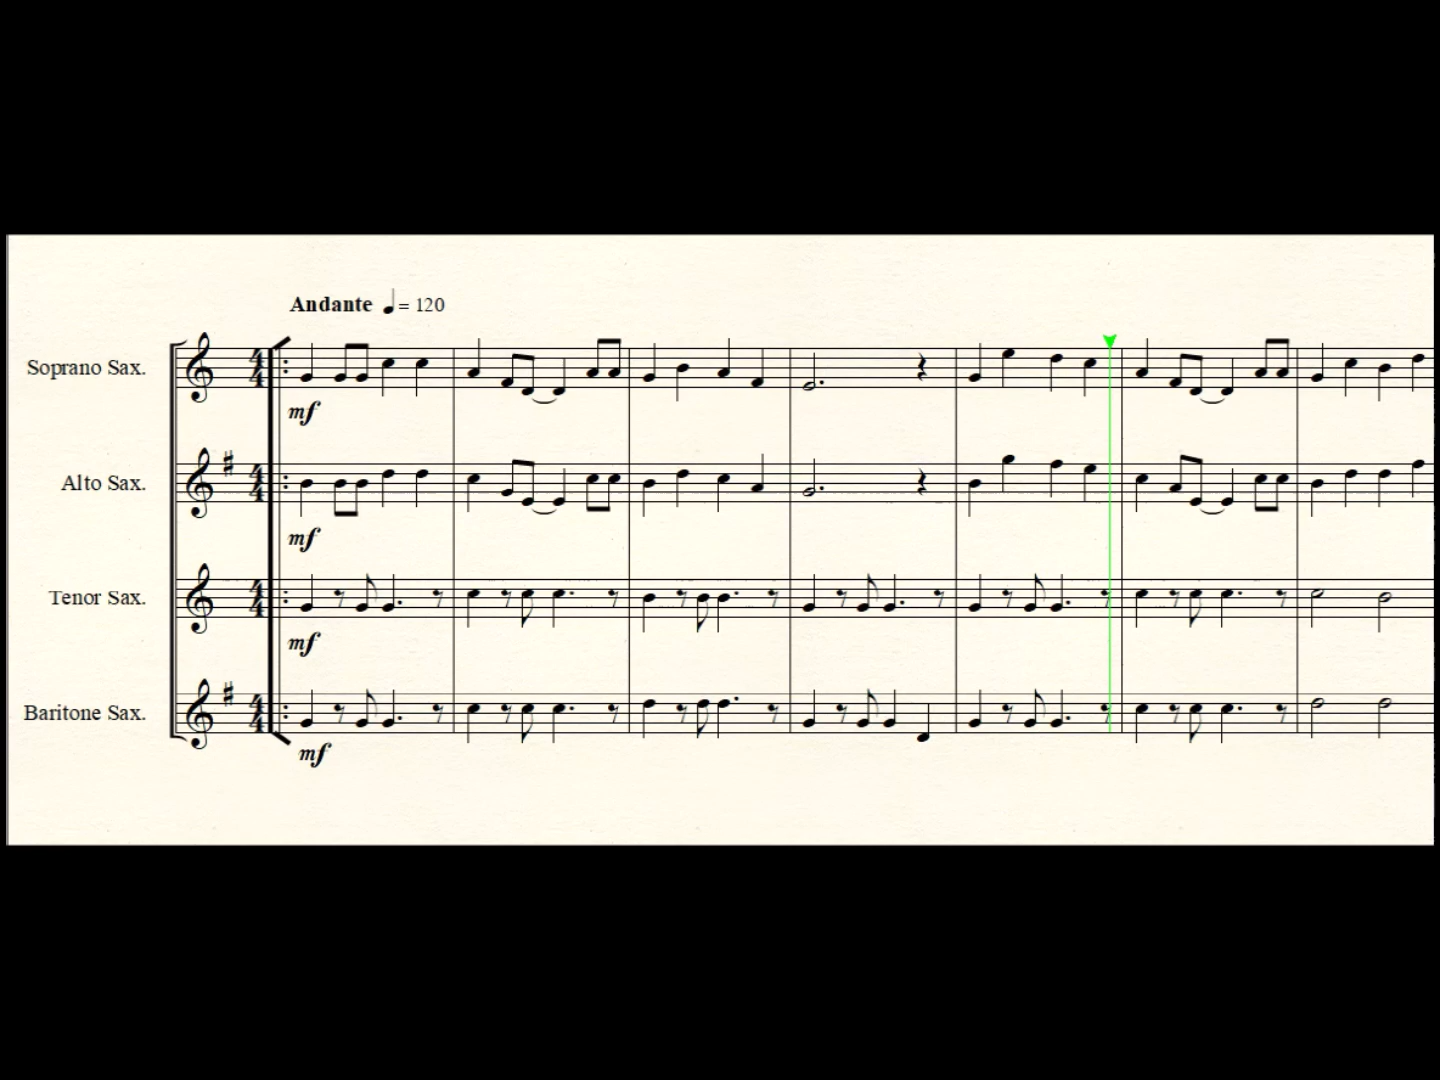 Andante ♩= 120
Soprano Sax.
mf
Alto Sax.
mf
Tenor Sax.
mf
Baritone Sax.
mf